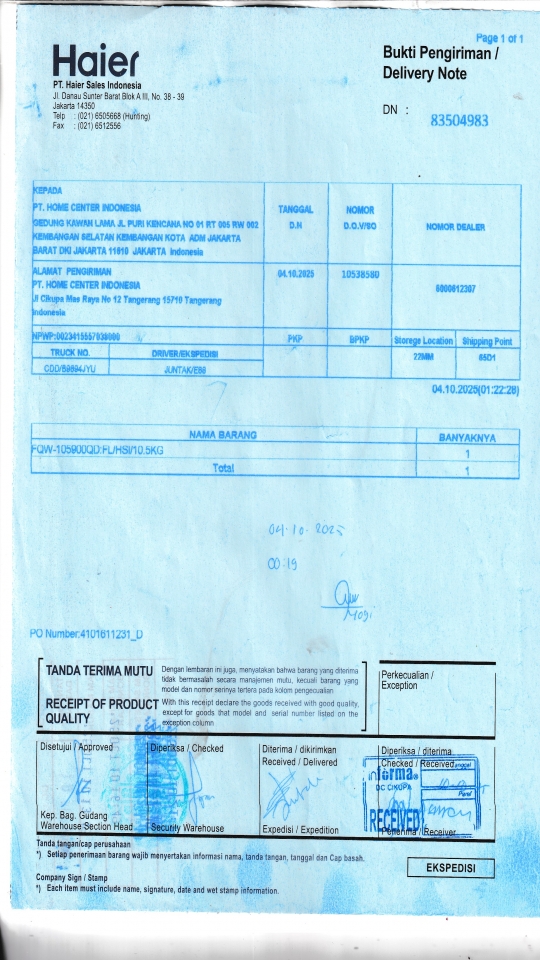 Page 1 of 1
Haier
Bukti Pengiriman /
Delivery Note
PT. Haier Sales Indonesia
Jl. Danau Sunter Barat Blok A III, No. 38 - 39
Jakarta 14350
Telp : (021) 6505668 (Hunting)
Fax : (021) 6512556
DN : 83504983
KEPADA
PT. HOME CENTER INDONESIA
GEDUNG KAWAN LAMA JL PURI KENCANA NO 01 RT 005 RW 002
KEMBANGAN SELATAN KEMBANGAN KOTA ADM JAKARTA
BARAT DKI JAKARTA 11610 JAKARTA Indonesia
TANGGAL
D.N
NOMOR
D.O.V/SO
NOMOR DEALER
ALAMAT PENGIRIMAN
PT. HOME CENTER INDONESIA
Jl Cikupa Mas Raya No 12 Tangerang 15710 Tangerang
Indonesia
04.10.2025
10538580
8000612307
PKP
BPKP
Storege Location
Shipping Point
TRUCK NO.
DRIVER/EKSPEDISI
22MM
65D1
JUNTAK/E88
04.10.2025(01:22:28)
NAMA BARANG
BANYAKNYA
FQW-105900QD:FL/HSI/10.5KG
1
Total
1
04-10-2025
00:19
Mogi
PO Number:4101611231_D
TANDA TERIMA MUTU
Dengan lembaran ini juga, menyatakan bahwa barang yang diterima
tidak bermasalah secara manajemen mutu, kecuali barang yang
model dan nomor serinya tertera pada kolom pengecualian
RECEIPT OF PRODUCT
QUALITY
With this receipt declare the goods received with good quality,
except for goods that model and serial number listed on the
exception column
Perkecualian /
Exception
Disetujui / Approved
Diperiksa / Checked
Diterima / dikirimkan
Received / Delivered
Diperiksa / diterima
Checked / Received
informa
DC CIKUPA
Tanggal
Paraf
RECEIVED
Kep. Bag. Gudang
Warehouse Section Head
Security Warehouse
Expedisi / Expedition
Penerima / Receiver
Tanda tangan/cap perusahaan
*) Setiap penerimaan barang wajib menyertakan informasi nama, tanda tangan, tanggal dan Cap basah.
EKSPEDISI
Company Sign / Stamp
*) Each item must include name, signature, date and wet stamp information.